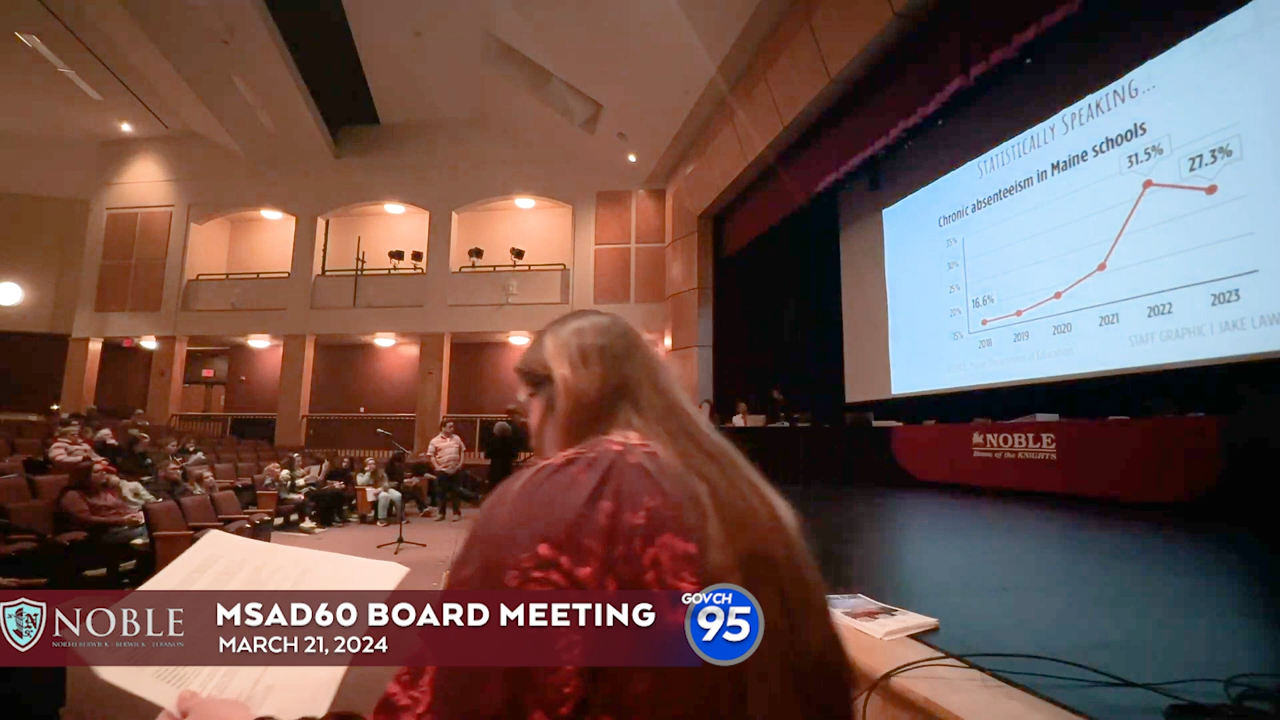 STATISTICALLY SPEAKING...
Chronic absenteeism in Maine schools
31.5%
27.3%
35%
30%
25%
20%
15%
16.6%
2018
2019
2020
2021
2022
2023
STAFF GRAPHIC | JAKE LAW
NOBLE
Home of the KNIGHTS
NOBLE
NORTH BERWICK | BERWICK | LEBANON
MSAD60 BOARD MEETING
MARCH 21, 2024
GOV CH
95